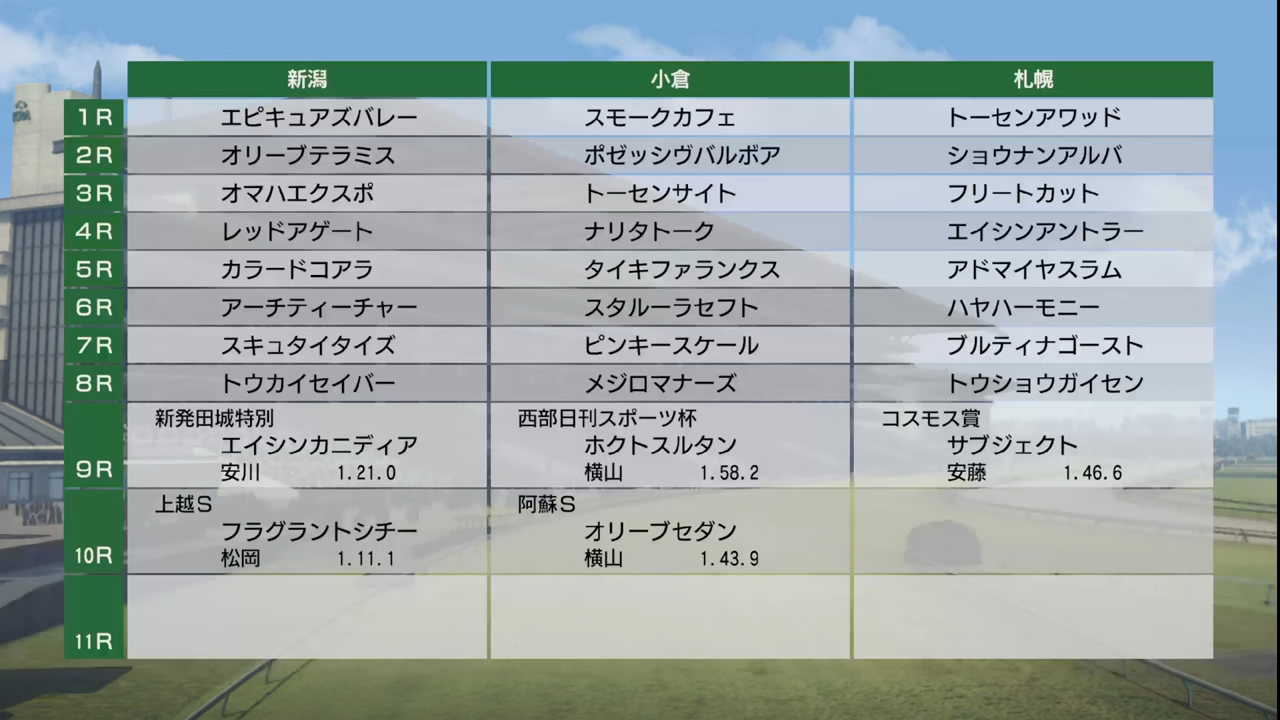 新潟 小倉 札幌
1R エピキュアズバレー スモークカフェ トーセンアワッド
2R オリーブテラミス ポゼッシヴバルボア ショウナンアルバ
3R オマハエクスポ トーセンサイト フリートカット
4R レッドアゲート ナリタトーク エイシンアントラー
5R カラードコアラ タイキファランクス アドマイヤスラム
6R アーチティーチャー スタルーラセフト ハヤハーモニー
7R スキュタイタイズ ピンキースケール ブルティナゴースト
8R トウカイセイバー メジロマナーズ トウショウガイセン
新発田城特別 西部日刊スポーツ杯 コスモス賞
エイシンカニディア ホクトスルタン サブジェクト
9R 安川 1.21.0 横山 1.58.2 安藤 1.46.6
上越S 阿蘇S
フラグラントシチー オリーブセダン
10R 松岡 1.11.1 横山 1.43.9
11R